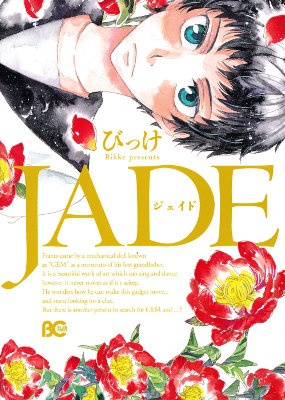 びっけ
Bikke presents
JADE
ジェイド
Frantz came by a mechanical doll known
as "GEM" as a memento of his lost grandfather.
It is a beautiful work of art which can sing and dance
however, it never moves as if it's asleep.
He wonders how he can make this gadget move...
and starts looking for a clue.
But there is another person in search for GEM and ...!?